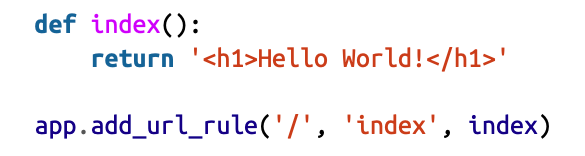 def index():
    return '<h1>Hello World!</h1>'

app.add_url_rule('/', 'index', index)